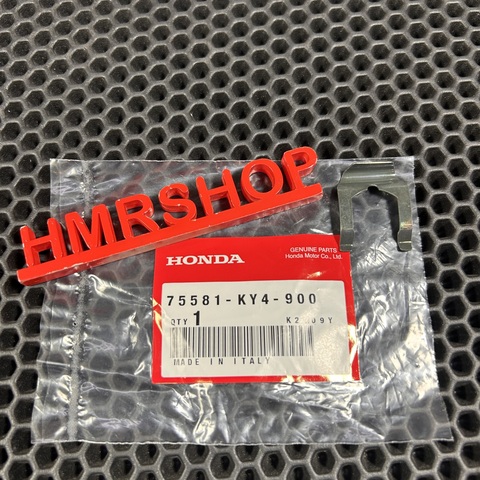 HMRSHOP
HONDA
GENUINE PARTS
Honda Motor Co., Ltd.
75581-KY4-900
QTY 1
MADE IN ITALY